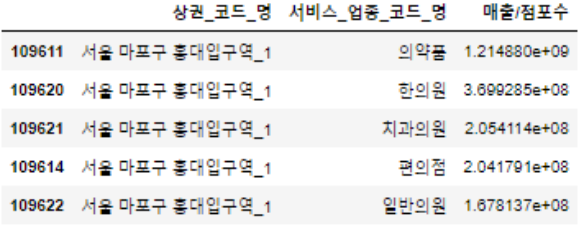 상권_코드_명 서비스_업종_코드_명 매출/점포수
109611 서울 마포구 홍대입구역_1 의약품 1.214880e+09
109620 서울 마포구 홍대입구역_1 한의원 3.699285e+08
109621 서울 마포구 홍대입구역_1 치과의원 2.054114e+08
109614 서울 마포구 홍대입구역_1 편의점 2.041791e+08
109622 서울 마포구 홍대입구역_1 일반의원 1.678137e+08